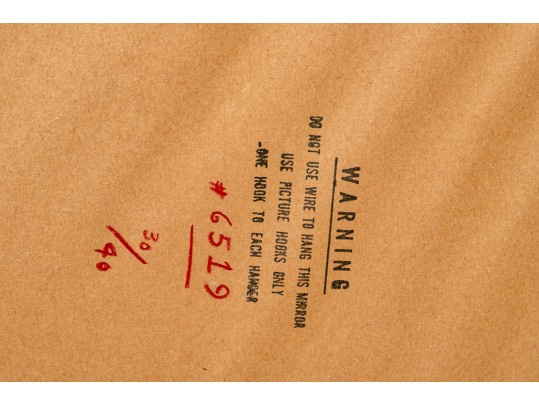 WARNING
DO NOT USE WIRE TO HANG THIS MIRROR
USE PICTURE HOOKS ONLY
-ONE HOOK TO EACH HANGER
#6519
30/40